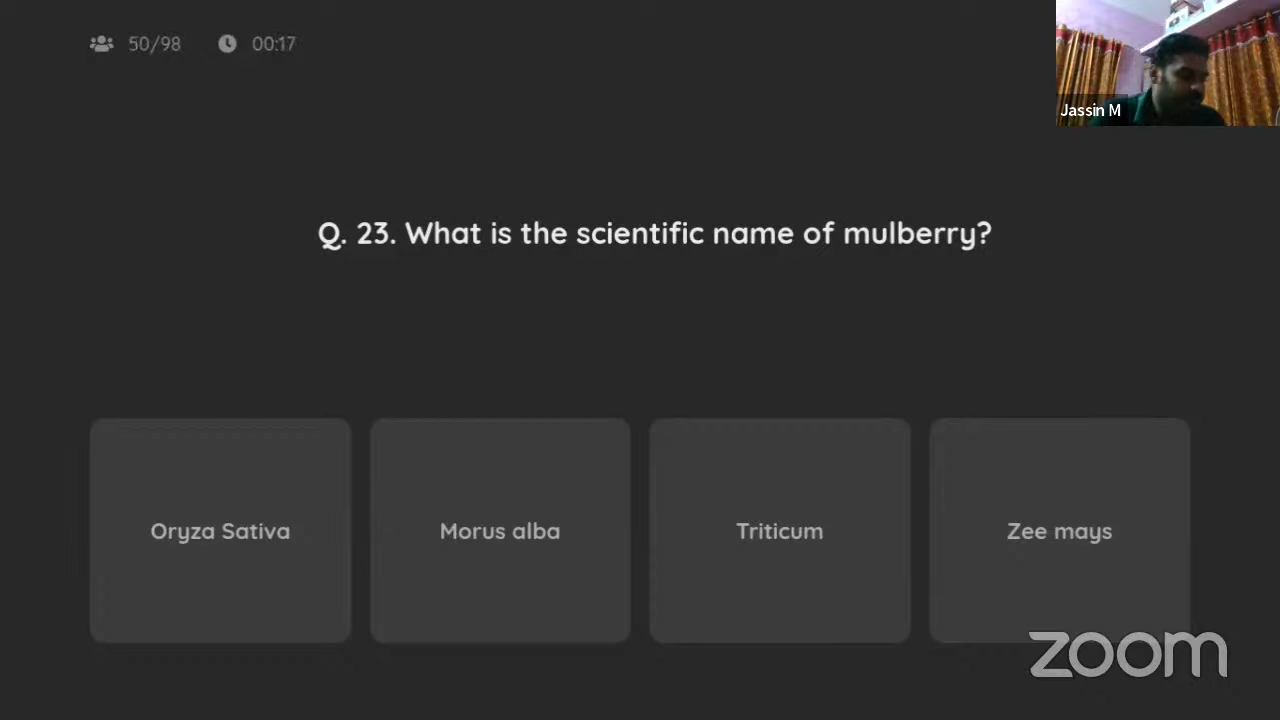 50/98 00:17
Jassin M
Q. 23. What is the scientific name of mulberry?
Oryza Sativa
Morus alba
Triticum
Zee mays
zoom